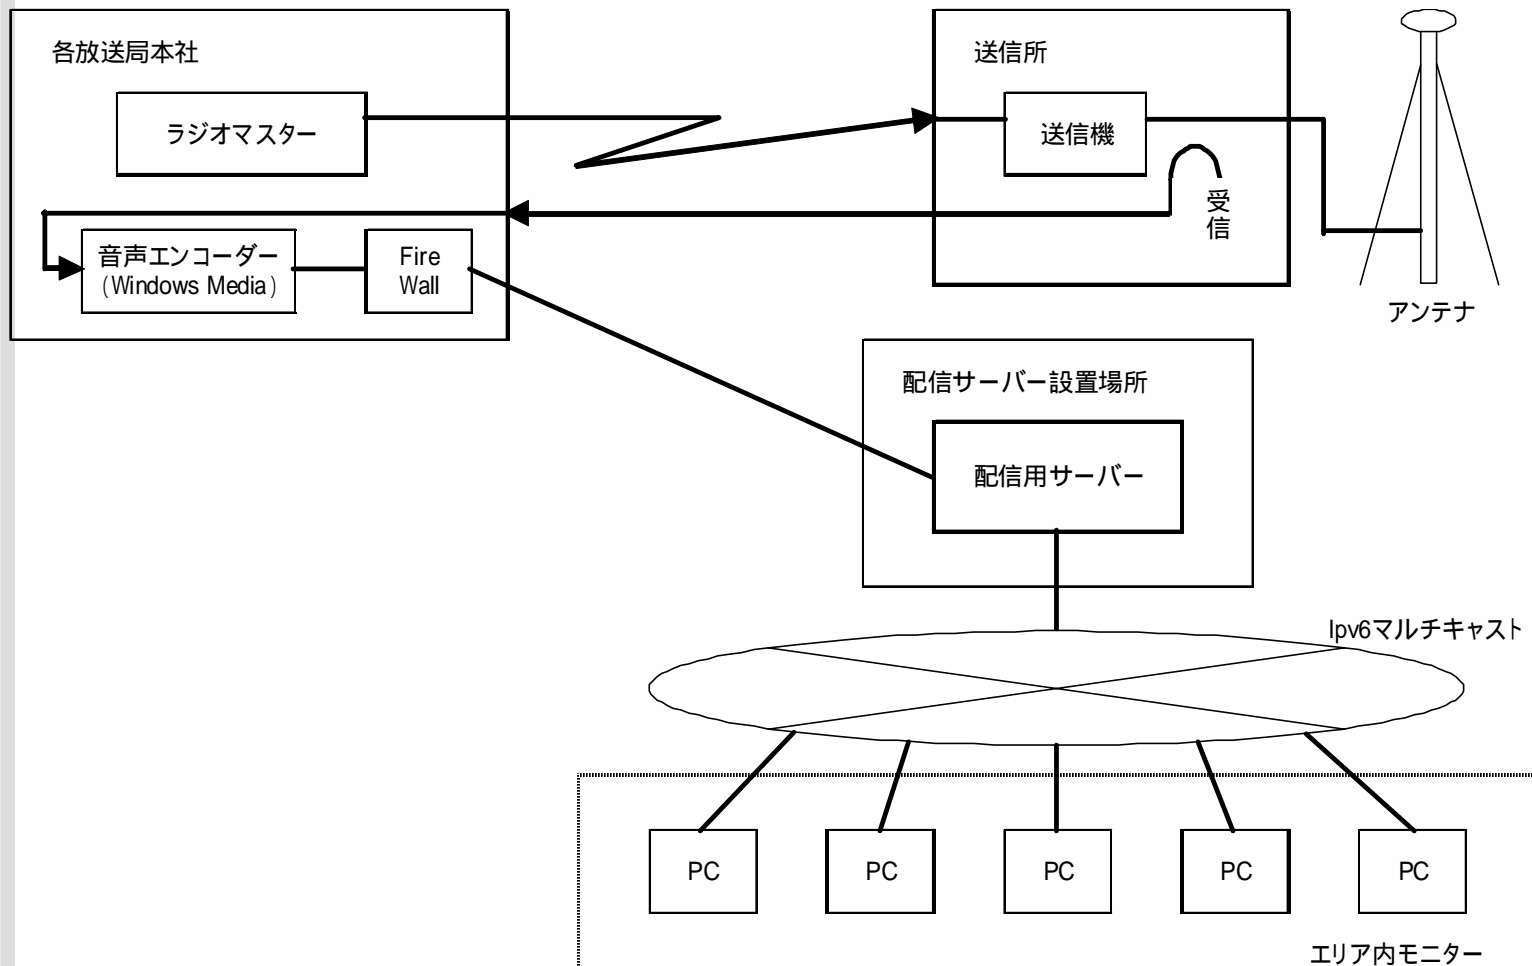 各放送局本社
ラジオマスター
送信所
送信機
受
信
アンテナ
音声エンコーダー
(Windows Media)
Fire
Wall
配信サーバー設置場所
配信用サーバー
Ipv6マルチキャスト
PC
PC
PC
PC
PC
エリア内モニター